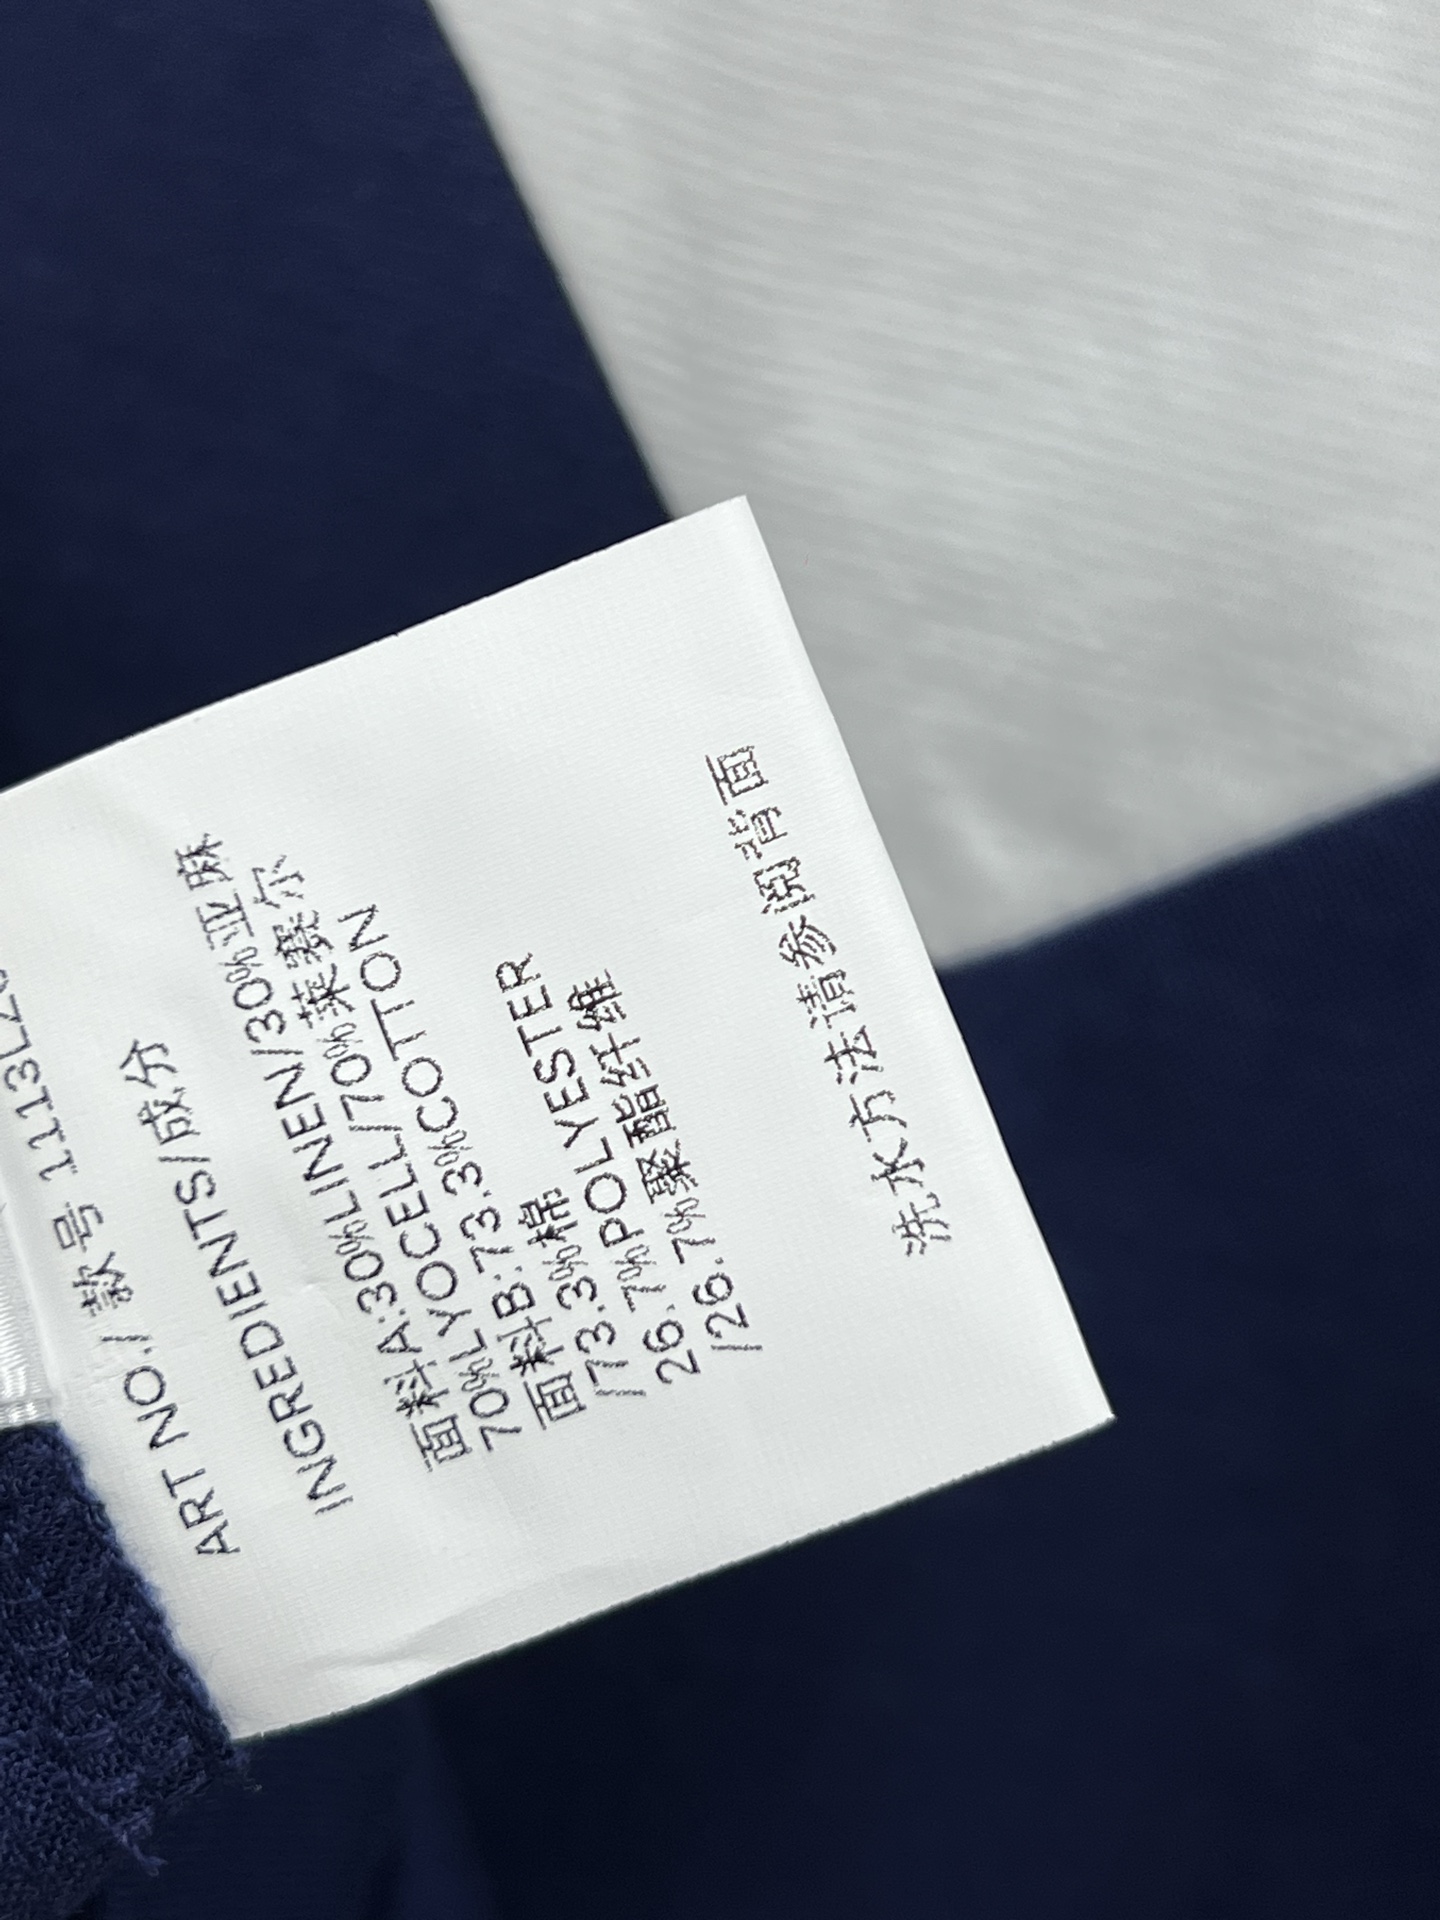 ART NO./款号 1113L2
INGREDIENTS/成分
面料A:30%LINEN/30%亚麻
70%LYOCELL/70%莱赛尔
面料B:73.3%COTTON
/73.3%棉
26.7%POLYESTER
/26.7%聚酯纤维
洗水方法请参阅背面